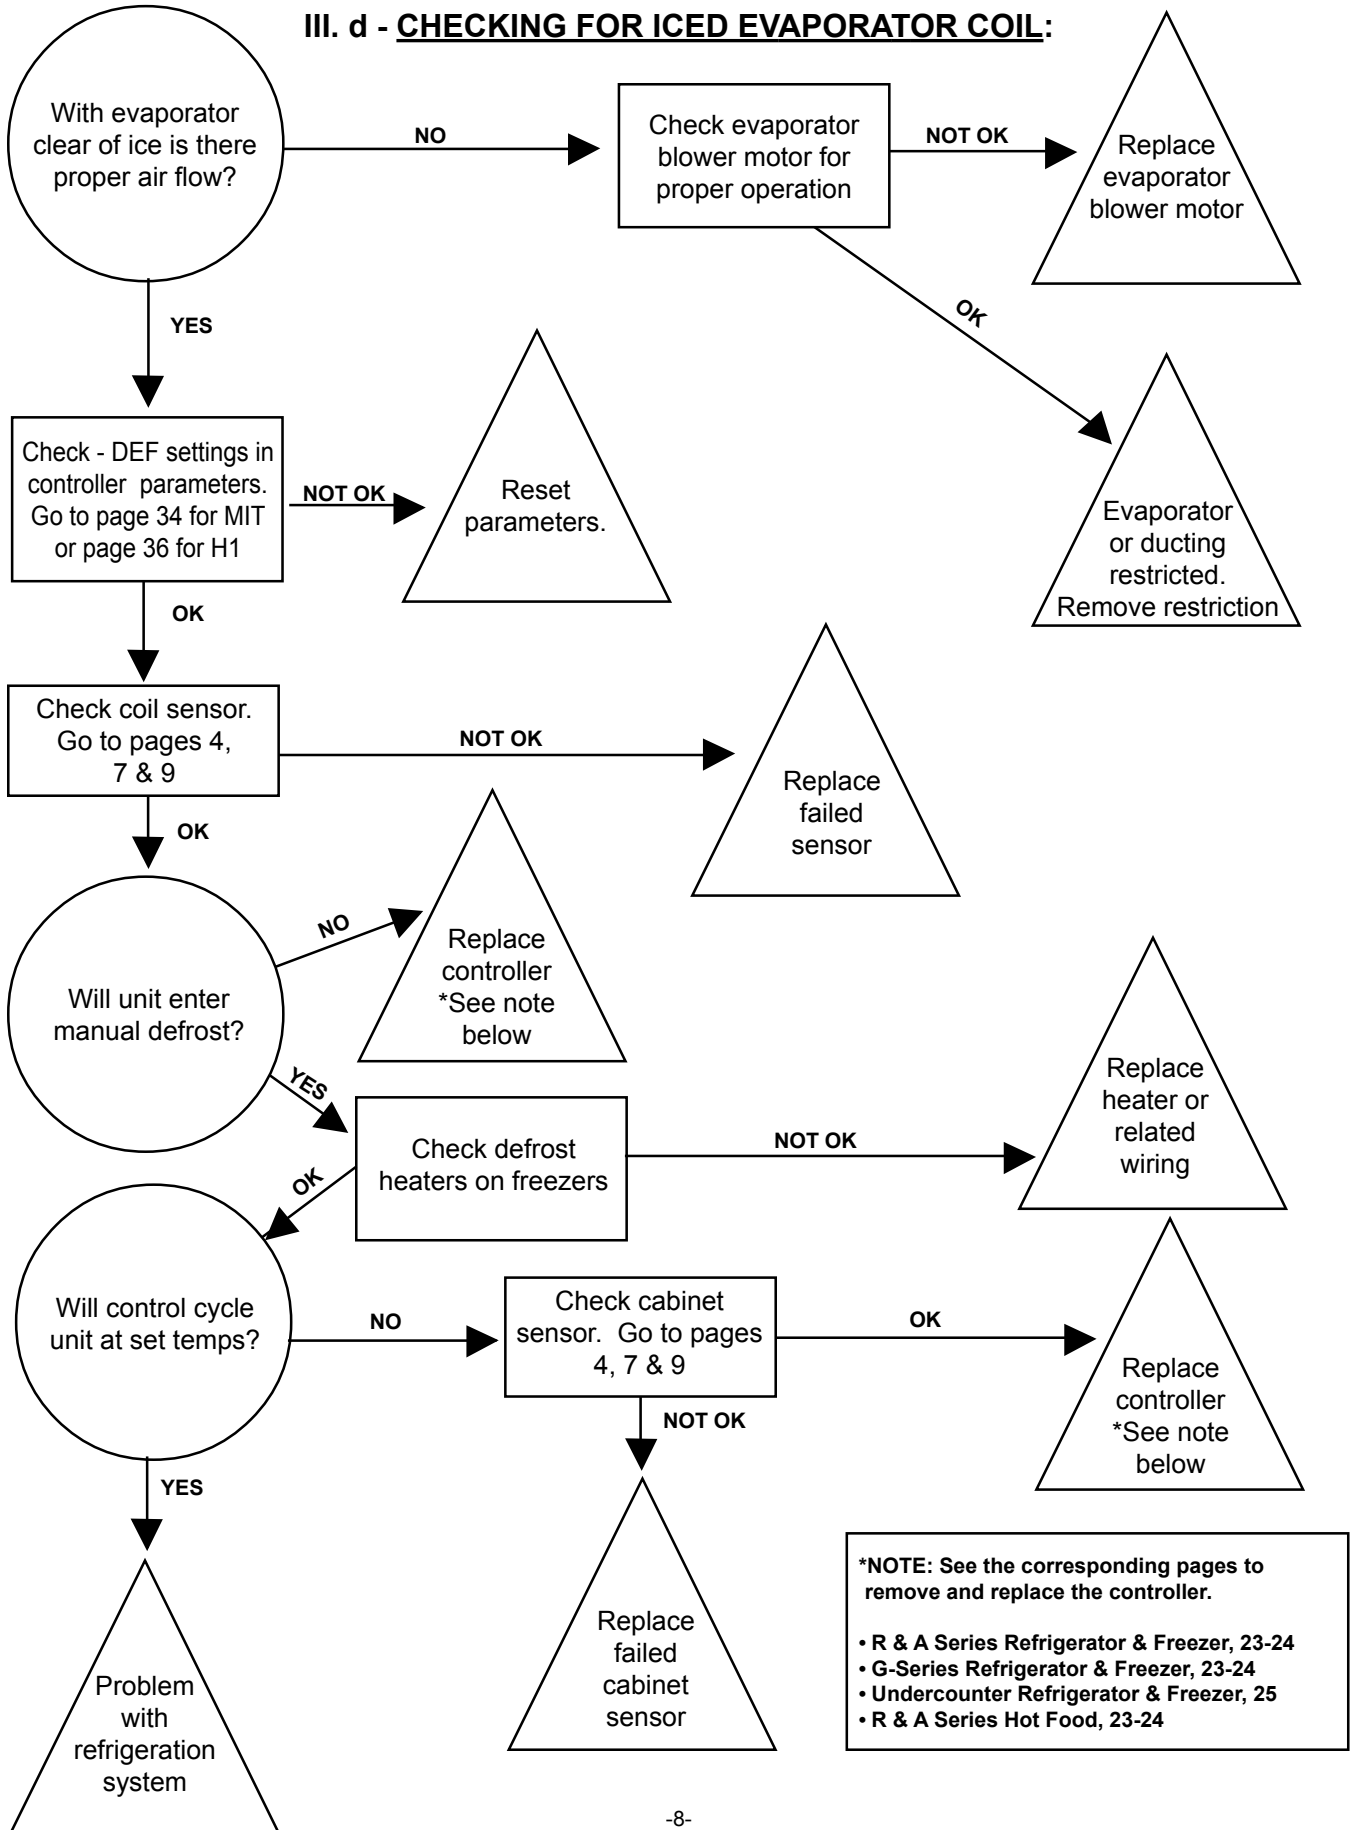 III. d - CHECKING FOR ICED EVAPORATOR COIL:
With evaporator
clear of ice is there
proper air flow?
NO
Check evaporator
blower motor for
proper operation
NOT OK
Replace
evaporator
blower motor
OK
Evaporator
or ducting
restricted.
Remove restriction
YES
Check - DEF settings in
controller parameters.
Go to page 34 for MIT
or page 36 for H1
NOT OK
Reset
parameters.
OK
Check coil sensor.
Go to pages 4,
7 & 9
NOT OK
Replace
failed
sensor
OK
Will unit enter
manual defrost?
NO
Replace
controller
*See note
below
YES
Check defrost
heaters on freezers
NOT OK
Replace
heater or
related
wiring
OK
Will control cycle
unit at set temps?
NO
Check cabinet
sensor. Go to pages
4, 7 & 9
OK
Replace
controller
*See note
below
NOT OK
Replace
failed
cabinet
sensor
YES
Problem
with
refrigeration
system
*NOTE: See the corresponding pages to
remove and replace the controller.
• R & A Series Refrigerator & Freezer, 23-24
• G-Series Refrigerator & Freezer, 23-24
• Undercounter Refrigerator & Freezer, 25
• R & A Series Hot Food, 23-24
-8-